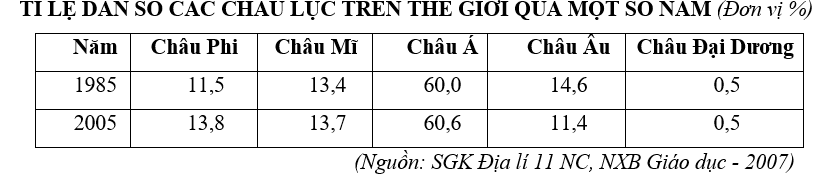 TỈ LỆ DÂN SỐ CÁC CHÂU LỤC TRÊN THẾ GIỚI QUA MỘT SỐ NĂM (Đơn vị %)
Năm Châu Phi Châu Mĩ Châu Á Châu Âu Châu Đại Dương
1985 11,5 13,4 60,0 14,6 0,5
2005 13,8 13,7 60,6 11,4 0,5
(Nguồn: SGK Địa lí 11 NC, NXB Giáo dục - 2007)